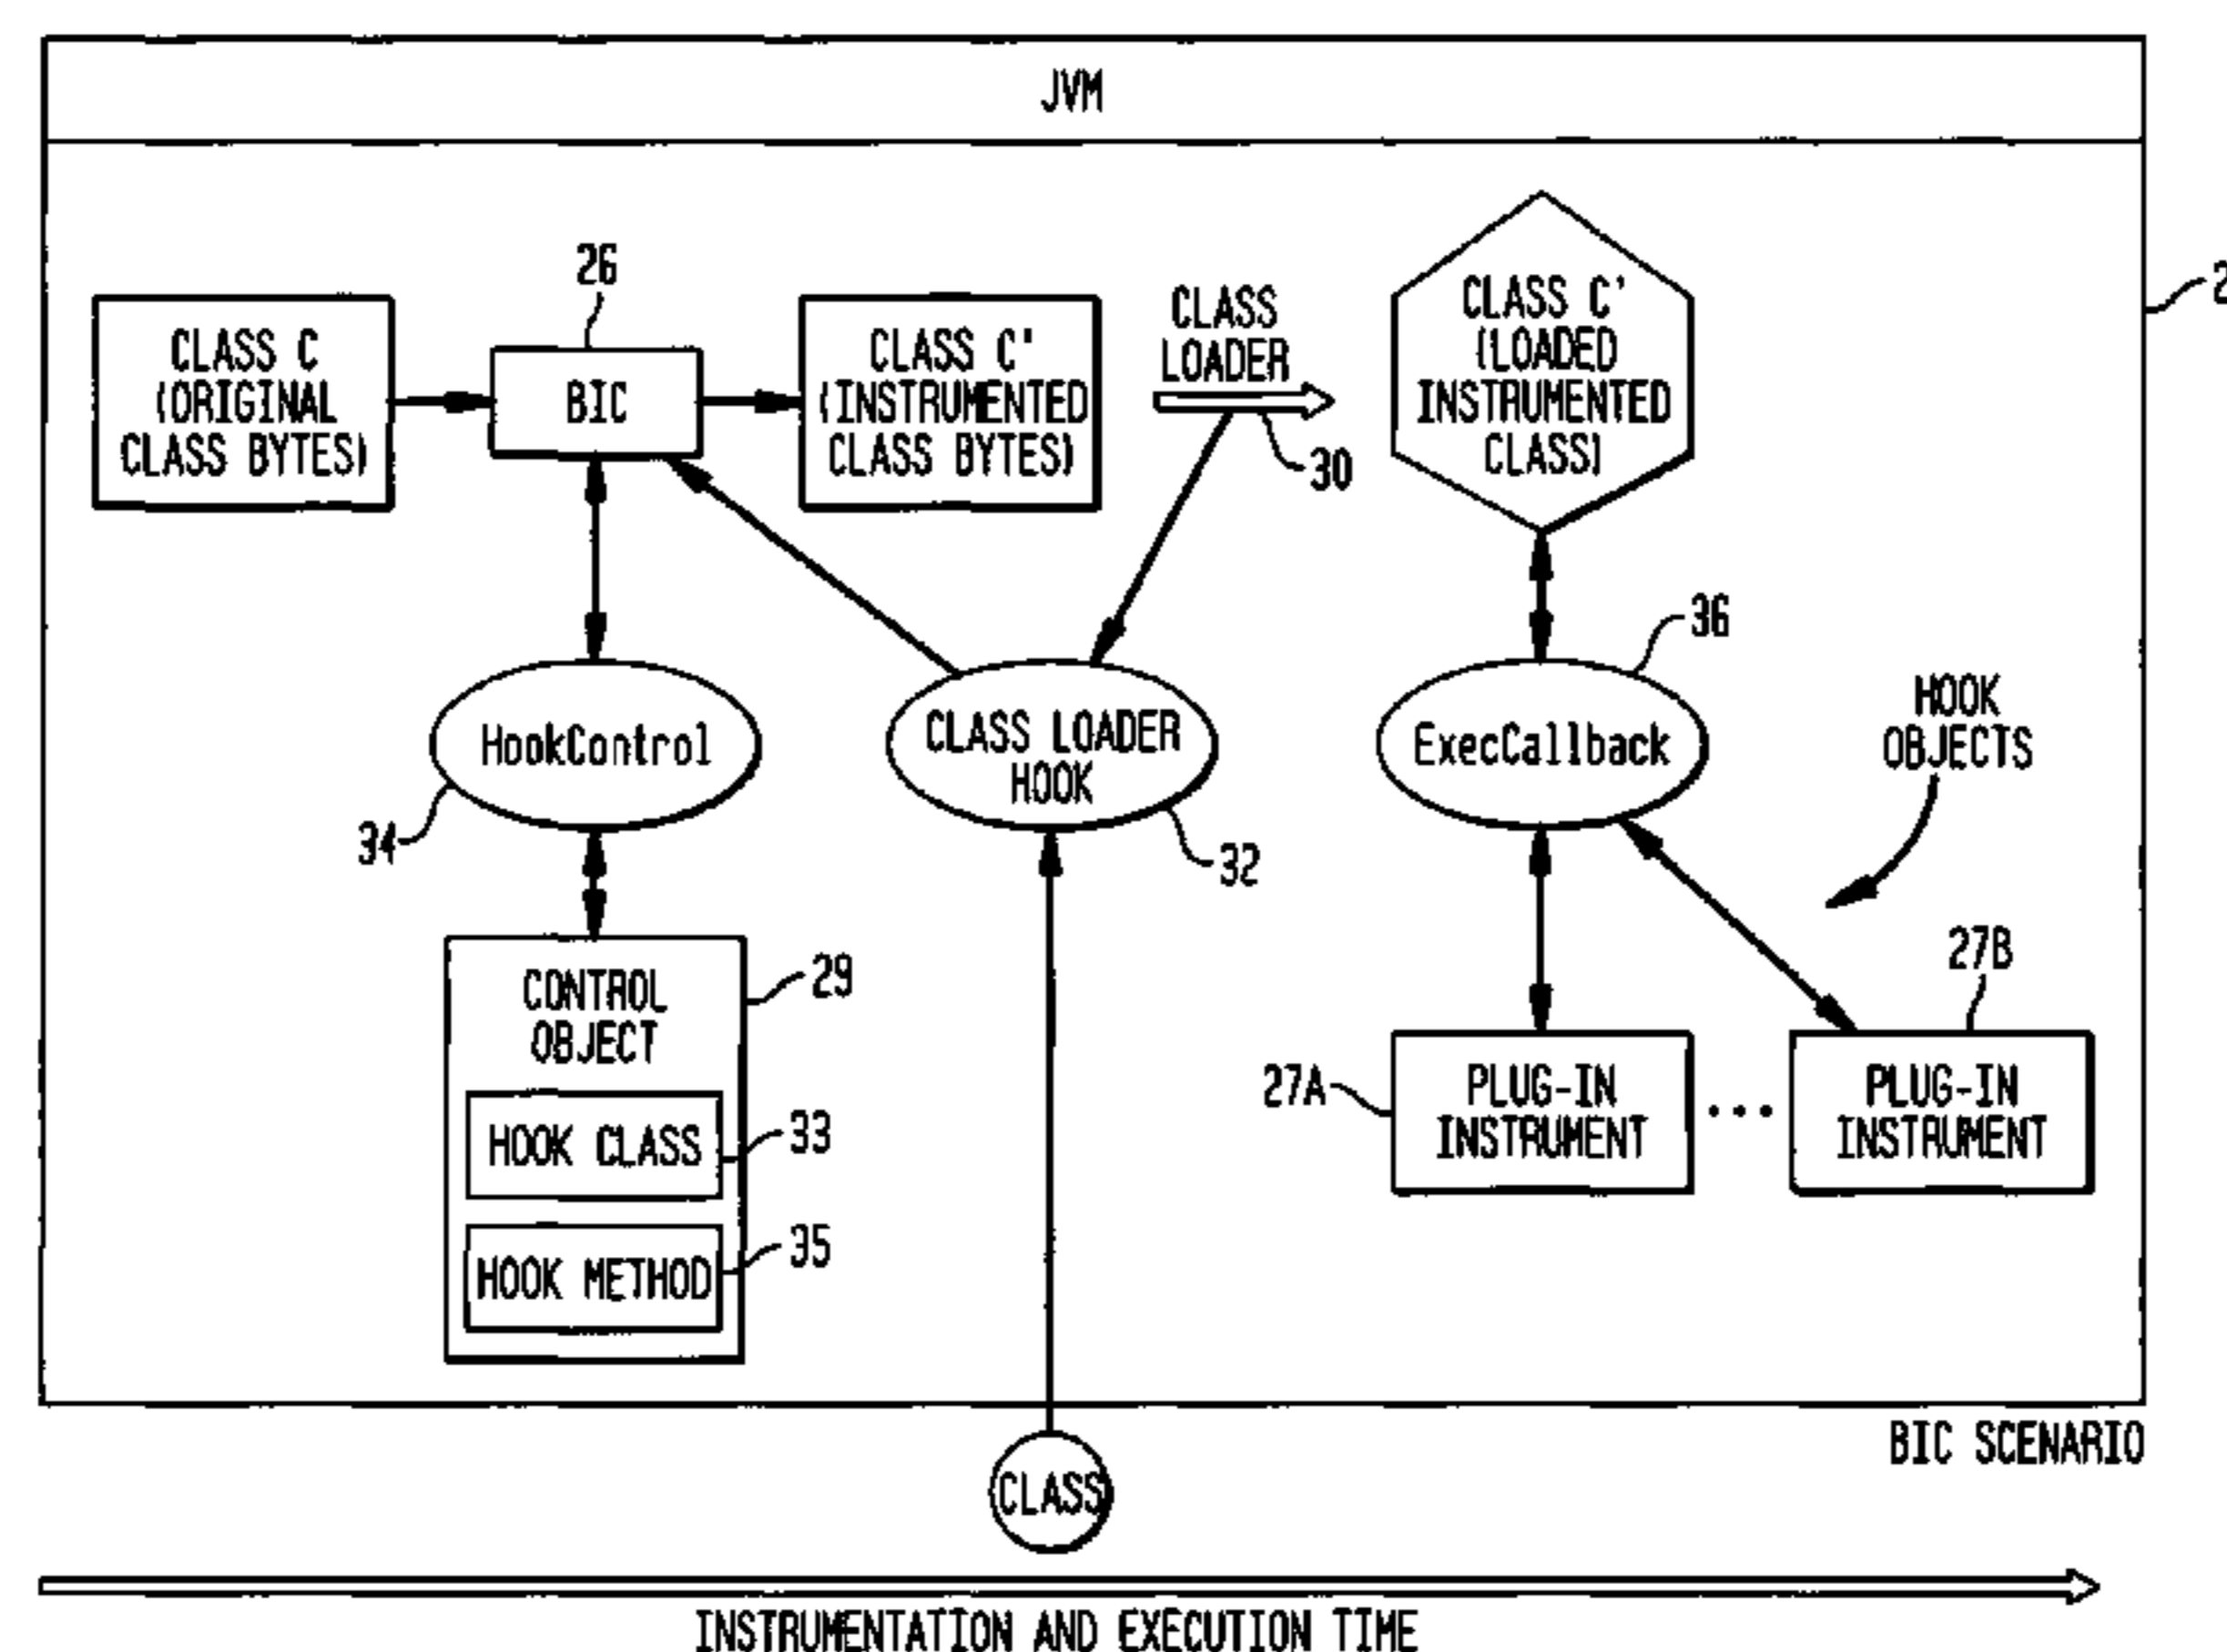 JVM
26
CLASS C
(ORIGINAL
CLASS BYTES)
BIC
CLASS C'
(INSTRUMENTED
CLASS BYTES)
CLASS
LOADER
30
CLASS C'
(LOADED
INSTRUMENTED
CLASS)
HookControl
34
CLASS LOADER
HOOK
32
ExecCallback
36
HOOK
OBJECTS
CONTROL
OBJECT
29
HOOK CLASS
33
HOOK METHOD
35
27A
PLUG-IN
INSTRUMENT
...
27B
PLUG-IN
INSTRUMENT
BIC SCENARIO
CLASS
INSTRUMENTATION AND EXECUTION TIME